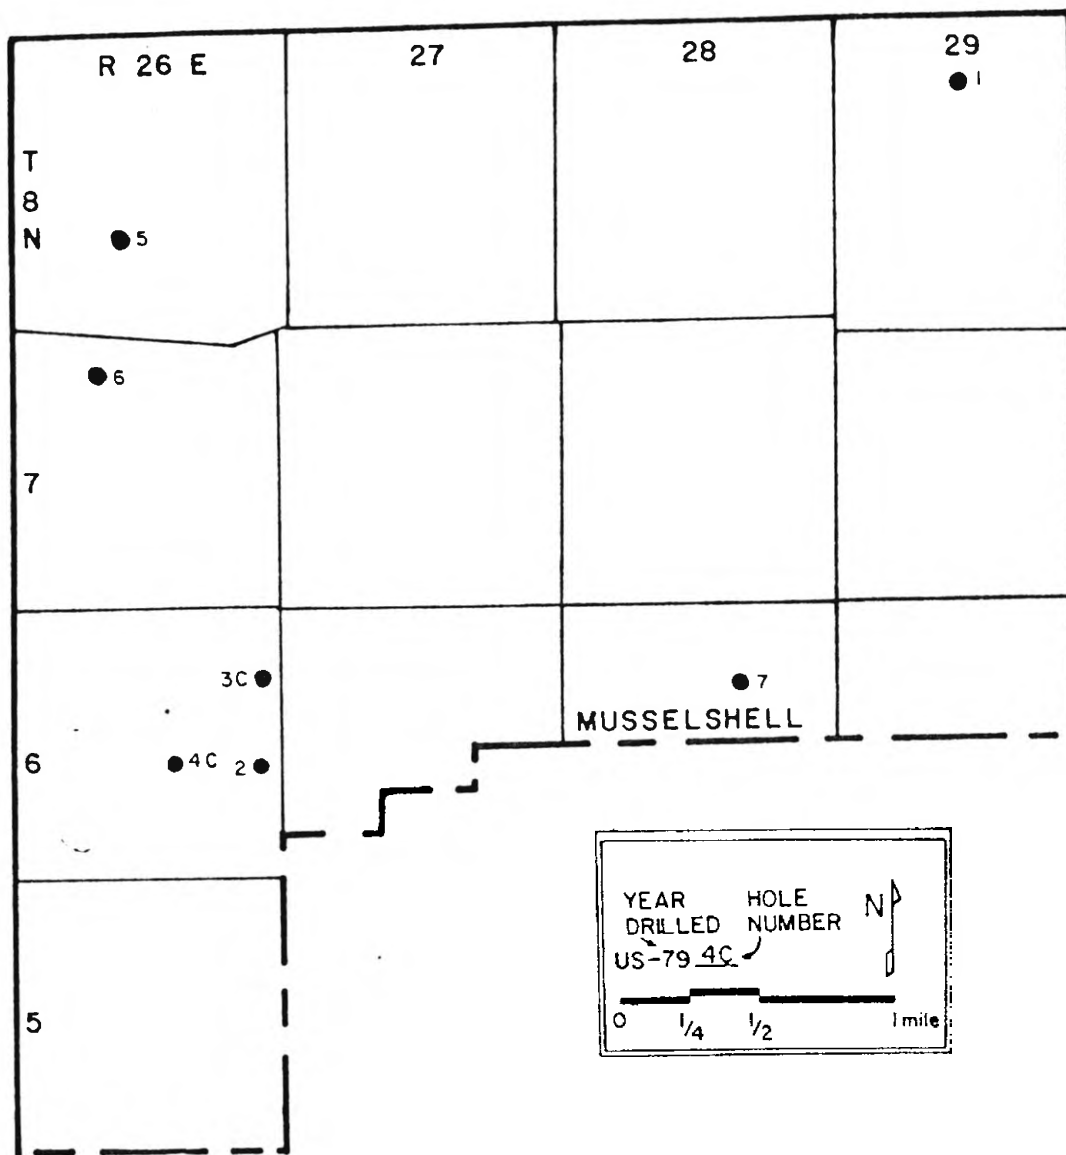 R 26 E 27 28 29
1
T
8
N
5
6
7
3C
7
MUSSELSHELL
6
4C 2
YEAR DRILLED
HOLE NUMBER
N
US-79 4C
0 1/4 1/2 1 mile
5